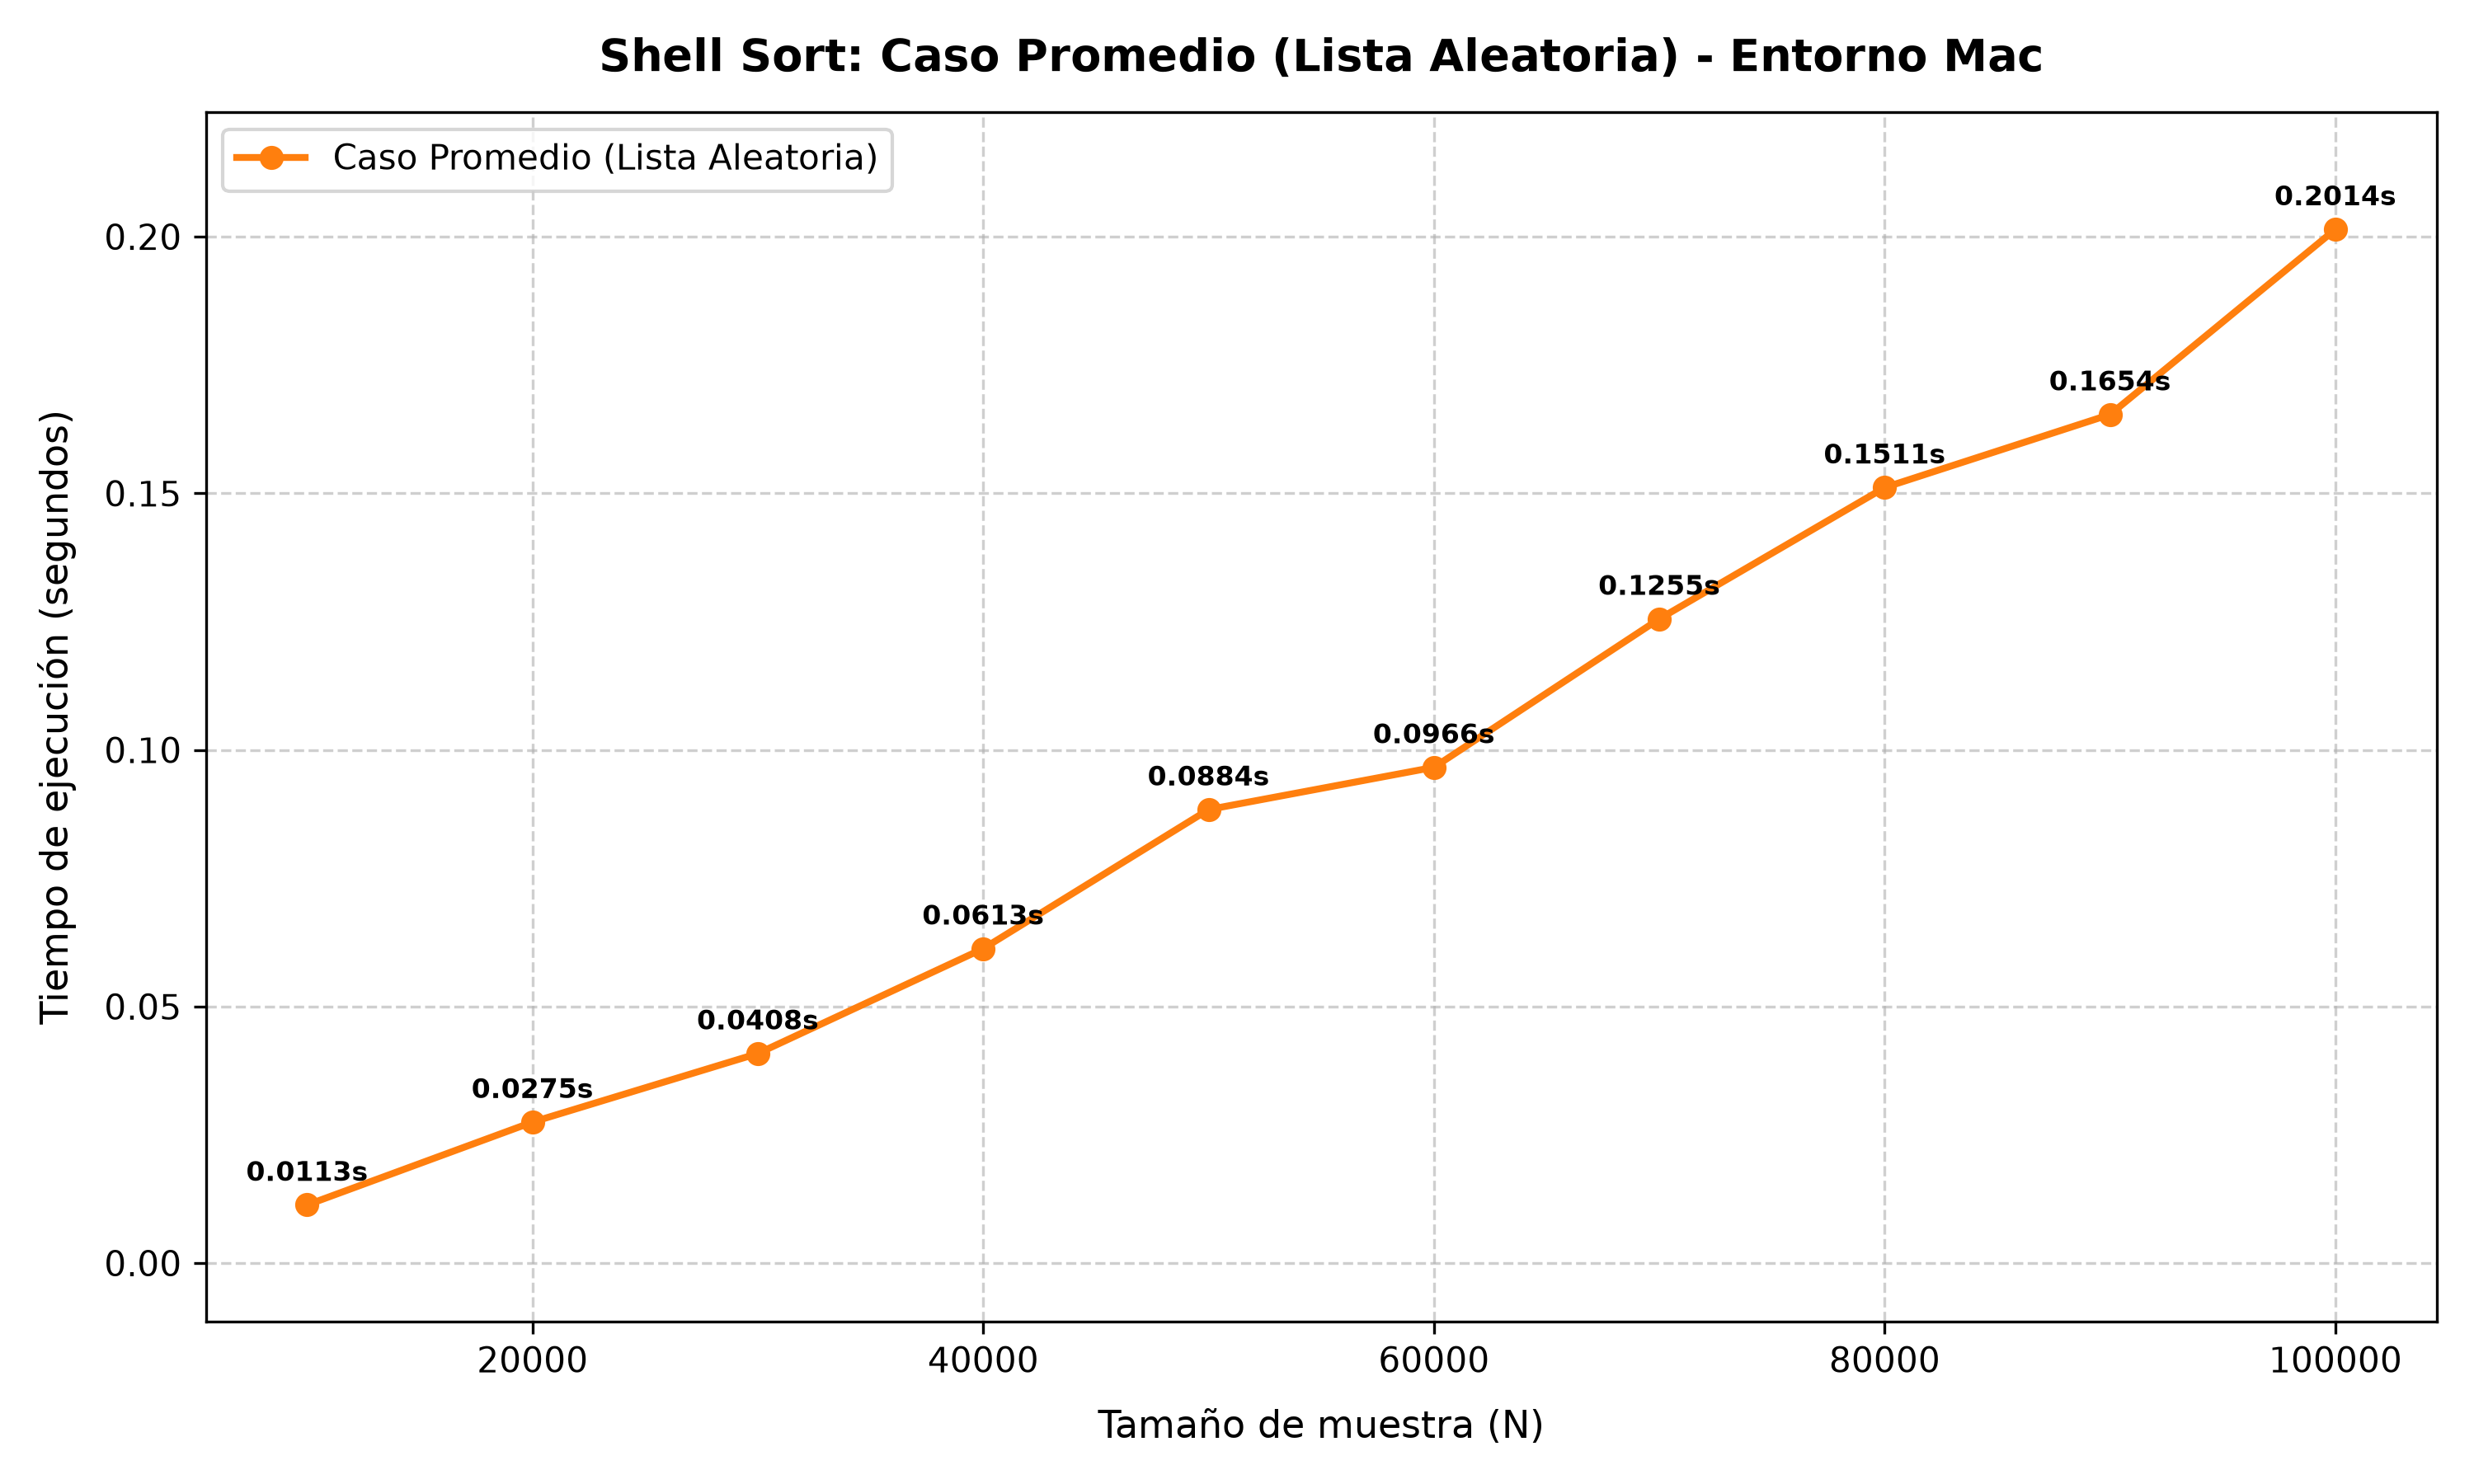 Shell Sort: Caso Promedio (Lista Aleatoria) - Entorno Mac
Caso Promedio (Lista Aleatoria)
Tiempo de ejecución (segundos)
0.20
0.15
0.10
0.05
0.00
0.0113s
0.0275s
0.0408s
0.0613s
0.0884s
0.0966s
0.1255s
0.1511s
0.1654s
0.2014s
20000
40000
60000
80000
100000
Tamaño de muestra (N)